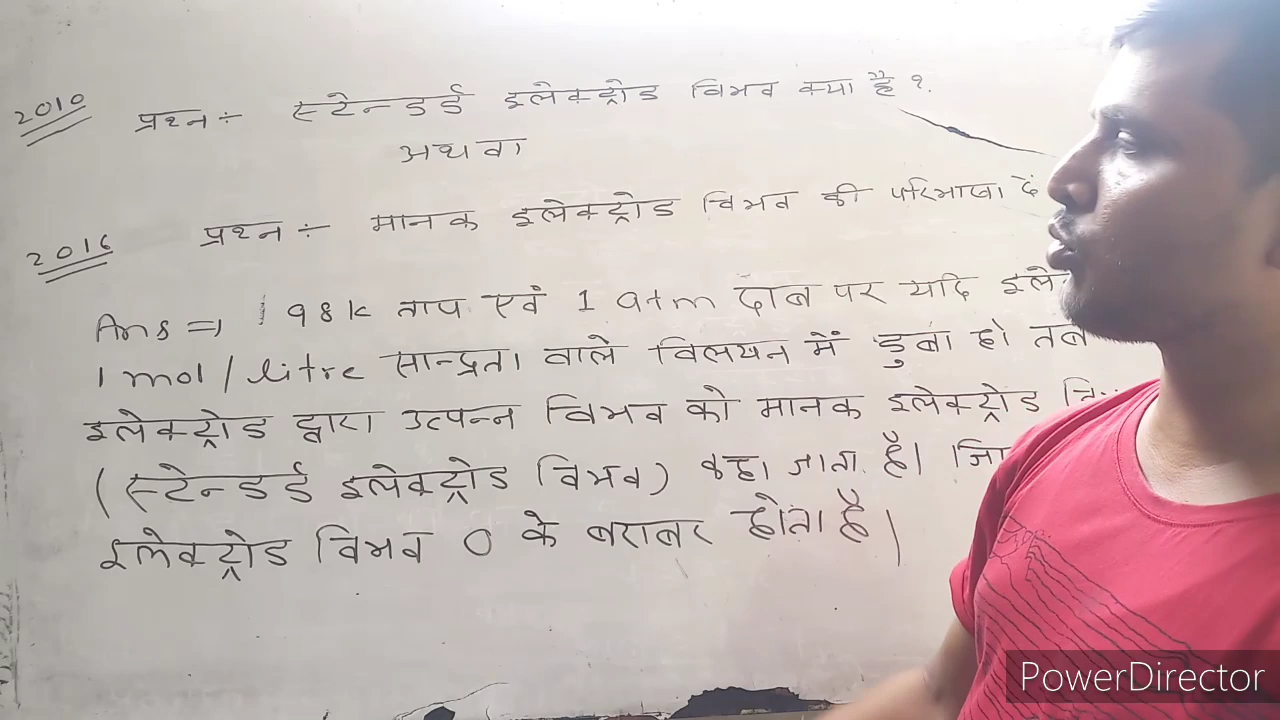 2010 प्रश्न ÷ स्टेन्डर्ड इलेक्ट्रोड विभव क्या है ?.
अथवा
2016 प्रश्न ÷ मानक इलेक्ट्रोड विभव की परिभाषा दें
Ans ⇒ 198K ताप एवं 1 atm दाब पर यदि इले
1 mol / litre सान्द्रता वाले विलयन में डुबा हो तब
इलेक्ट्रोड द्वारा उत्पन्न विभव को मानक इलेक्ट्रोड
(स्टेन्डर्ड इलेक्ट्रोड विभव) कहा जाता है। जि
इलेक्ट्रोड विभव 0 के बराबर होता है।
PowerDirector